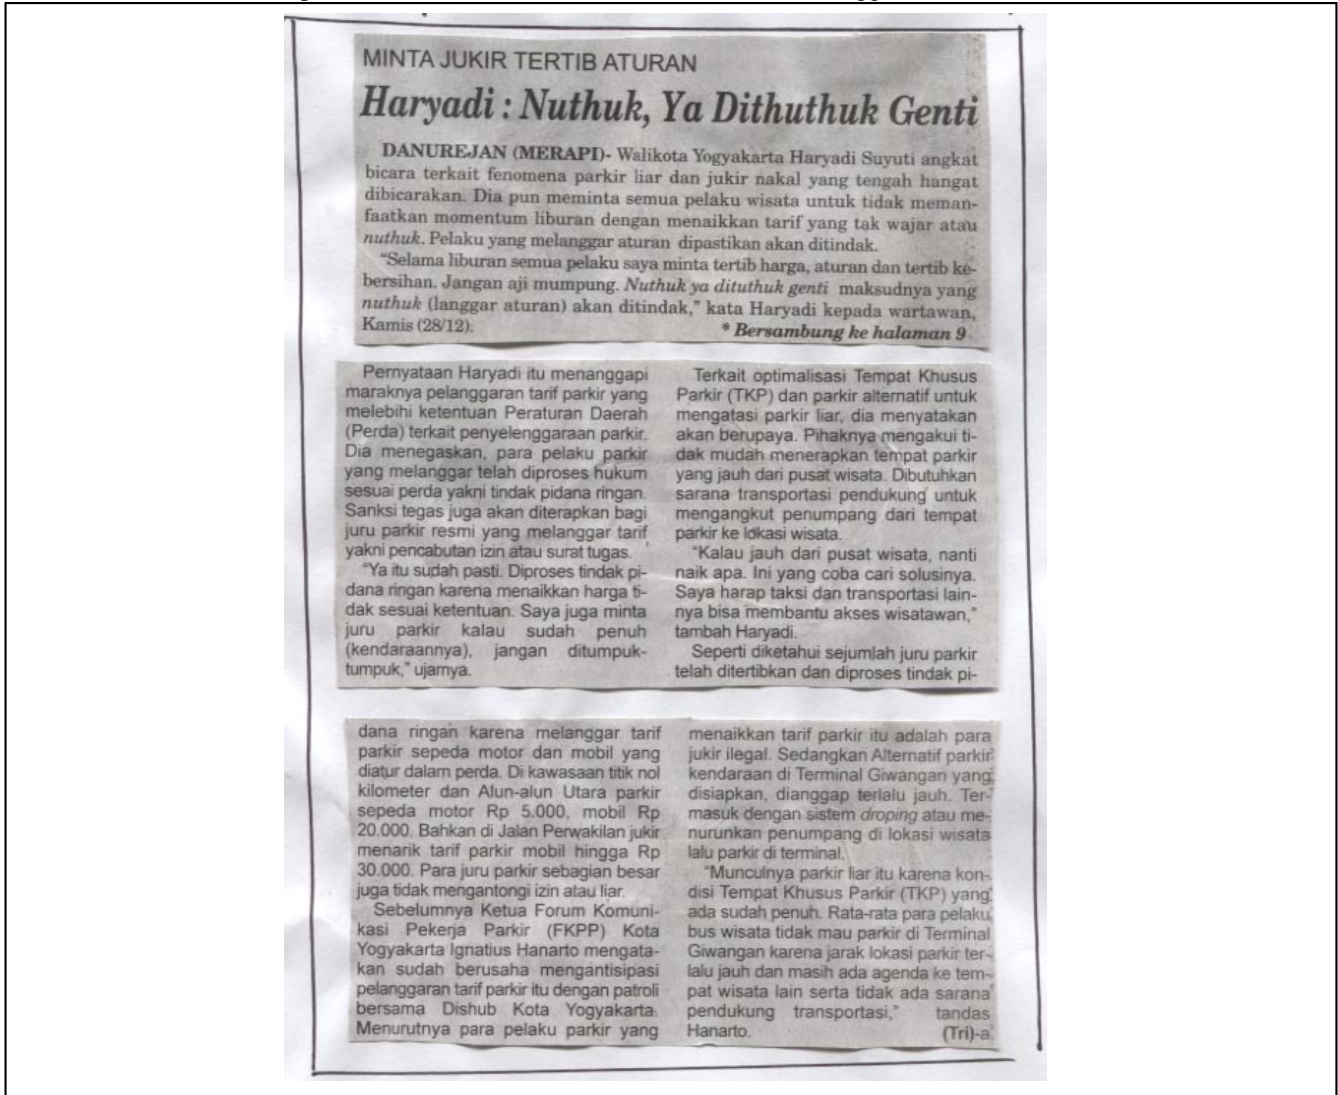 MINTA JUKIR TERTIB ATURAN
Haryadi : Nuthuk, Ya Dithuthuk Genti
DANUREJAN (MERAPI)- Walikota Yogyakarta Haryadi Suyuti angkat
bicara terkait fenomena parkir liar dan jukir nakal yang tengah hangat
dibicarakan. Dia pun meminta semua pelaku wisata untuk tidak meman-
faatkan momentum liburan dengan menaikkan tarif yang tak wajar atau
nuthuk. Pelaku yang melanggar aturan dipastikan akan ditindak.
“Selama liburan semua pelaku saya minta tertib harga, aturan dan tertib ke-
bersihan. Jangan aji mumpung. Nuthuk ya dituthuk genti maksudnya yang
nuthuk (langgar aturan) akan ditindak,” kata Haryadi kepada wartawan,
Kamis (28/12).
* Bersambung ke halaman 9
Pernyataan Haryadi itu menanggapi
maraknya pelanggaran tarif parkir yang
melebihi ketentuan Peraturan Daerah
(Perda) terkait penyelenggaraan parkir.
Dia menegaskan, para pelaku parkir
yang melanggar telah diproses hukum
sesuai perda yakni tindak pidana ringan.
Sanksi tegas juga akan diterapkan bagi
juru parkir resmi yang melanggar tarif
yakni pencabutan izin atau surat tugas.
“Ya itu sudah pasti. Diproses tindak pi-
dana ringan karena menaikkan harga ti-
dak sesuai ketentuan. Saya juga minta
juru parkir kalau sudah penuh
(kendaraannya), jangan ditumpuk-
tumpuk,” ujarnya.
Terkait optimalisasi Tempat Khusus
Parkir (TKP) dan parkir alternatif untuk
mengatasi parkir liar, dia menyatakan
akan berupaya. Pihaknya mengakui ti-
dak mudah menerapkan tempat parkir
yang jauh dari pusat wisata. Dibutuhkan
sarana transportasi pendukung untuk
mengangkut penumpang dari tempat
parkir ke lokasi wisata.
“Kalau jauh dari pusat wisata, nanti
naik apa. Ini yang coba cari solusinya.
Saya harap taksi dan transportasi lain-
nya bisa membantu akses wisatawan,”
tambah Haryadi.
Seperti diketahui sejumlah juru parkir
telah ditertibkan dan diproses tindak pi-
dana ringan karena melanggar tarif
parkir sepeda motor dan mobil yang
diatur dalam perda. Di kawasaan titik nol
kilometer dan Alun-alun Utara parkir
sepeda motor Rp 5.000, mobil Rp
20.000. Bahkan di Jalan Perwakilan jukir
menarik tarif parkir mobil hingga Rp
30.000. Para juru parkir sebagian besar
juga tidak mengantongi izin atau liar.
Sebelumnya Ketua Forum Komuni-
kasi Pekerja Parkir (FKPP) Kota
Yogyakarta Ignatius Hanarto mengata-
kan sudah berusaha mengantisipasi
pelanggaran tarif parkir itu dengan patroli
bersama Dishub Kota Yogyakarta.
Menurutnya para pelaku parkir yang
menaikkan tarif parkir itu adalah para
jukir ilegal. Sedangkan Alternatif parkir
kendaraan di Terminal Giwangan yang
disiapkan, dianggap terlalu jauh. Ter-
masuk dengan sistem droping atau me-
nurunkan penumpang di lokasi wisata
lalu parkir di terminal.
“Munculnya parkir liar itu karena kon-
disi Tempat Khusus Parkir (TKP) yang
ada sudah penuh. Rata-rata para pelaku
bus wisata tidak mau parkir di Terminal
Giwangan karena jarak lokasi parkir ter-
lalu jauh dan masih ada agenda ke tem-
pat wisata lain serta tidak ada sarana
pendukung transportasi,” tandas
Hanarto. (Tri)-a